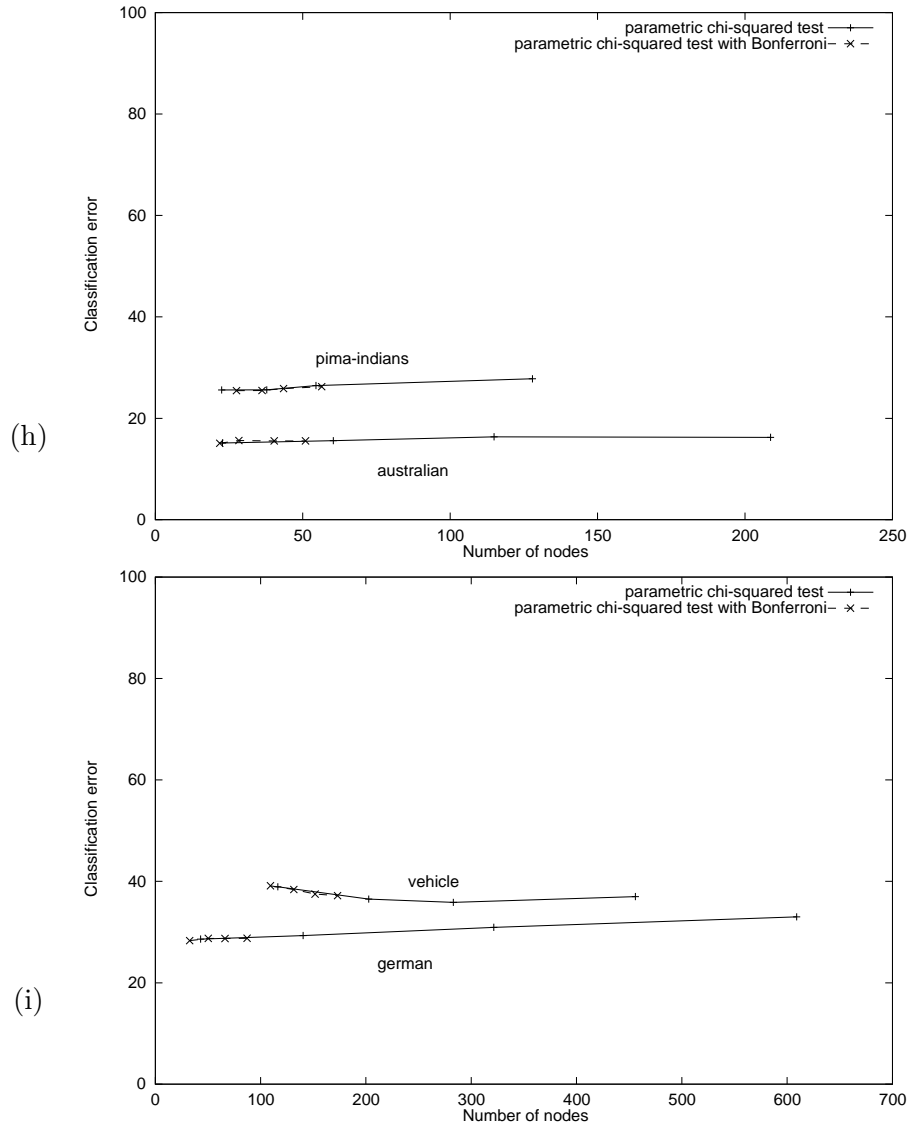 100
80
60
40
20
0
Classification error
parametric chi-squared test
parametric chi-squared test with Bonferroni
pima-indians
australian
(h)
0 50 100 150 200 250
Number of nodes
100
80
60
40
20
0
Classification error
parametric chi-squared test
parametric chi-squared test with Bonferroni
vehicle
german
(i)
0 100 200 300 400 500 600 700
Number of nodes